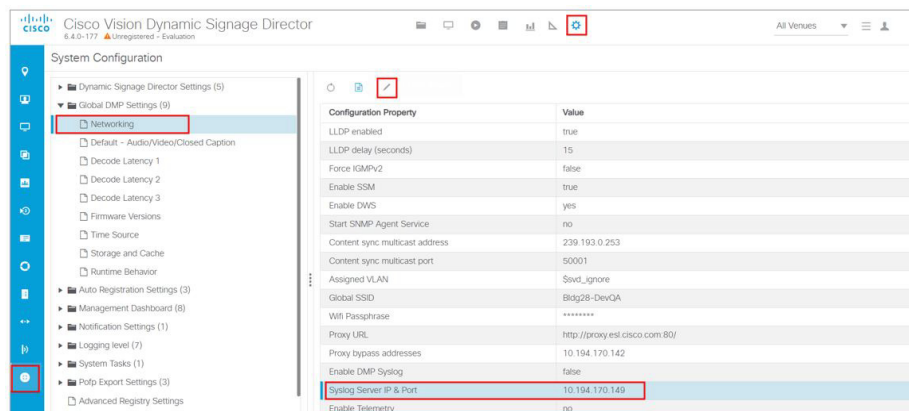 cisco
Cisco Vision Dynamic Signage Director
6.4.0-177 Unregistered - Evaluation
All Venues
System Configuration
Dynamic Signage Director Settings (5)
Global DMP Settings (9)
Networking
Default - Audio/Video/Closed Caption
Decode Latency 1
Decode Latency 2
Decode Latency 3
Firmware Versions
Time Source
Storage and Cache
Runtime Behavior
Auto Registration Settings (3)
Management Dashboard (8)
Notification Settings (1)
Logging level (7)
System Tasks (1)
Pofp Export Settings (3)
Advanced Registry Settings
Configuration Property Value
LLDP enabled true
LLDP delay (seconds) 15
Force IGMPv2 false
Enable SSM true
Enable DWS yes
Start SNMP Agent Service no
Content sync multicast address 239.193.0.253
Content sync multicast port 50001
Assigned VLAN $svd_ignore
Global SSID Bldg28-DevQA
Wifi Passphrase ********
Proxy URL http://proxy.esl.cisco.com:80/
Proxy bypass addresses 10.194.170.142
Enable DMP Syslog false
Syslog Server IP & Port 10.194.170.149
Enable Telemetry no